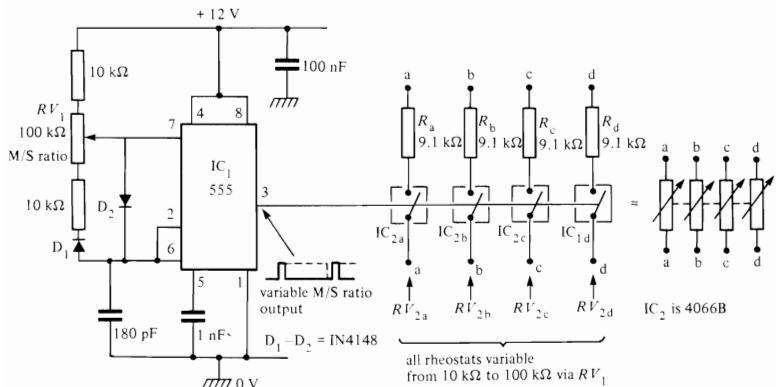 + 12 V
10 kΩ
100 nF
RV1
100 kΩ
M/S ratio
7
4
8
IC1
555
3
10 kΩ
D2
2
D1
6
5
1
180 pF
1 nF
variable M/S ratio
output
D1–D2 = IN4148
0 V
a b c d
Ra
9.1 kΩ
Rb
9.1 kΩ
Rc
9.1 kΩ
Rd
9.1 kΩ
IC2a IC2b IC2c IC1d
a b c d
RV2a RV2b RV2c RV2d
all rheostats variable
from 10 kΩ to 100 kΩ via RV1
=
a b c d
a b c d
IC2 is 4066B